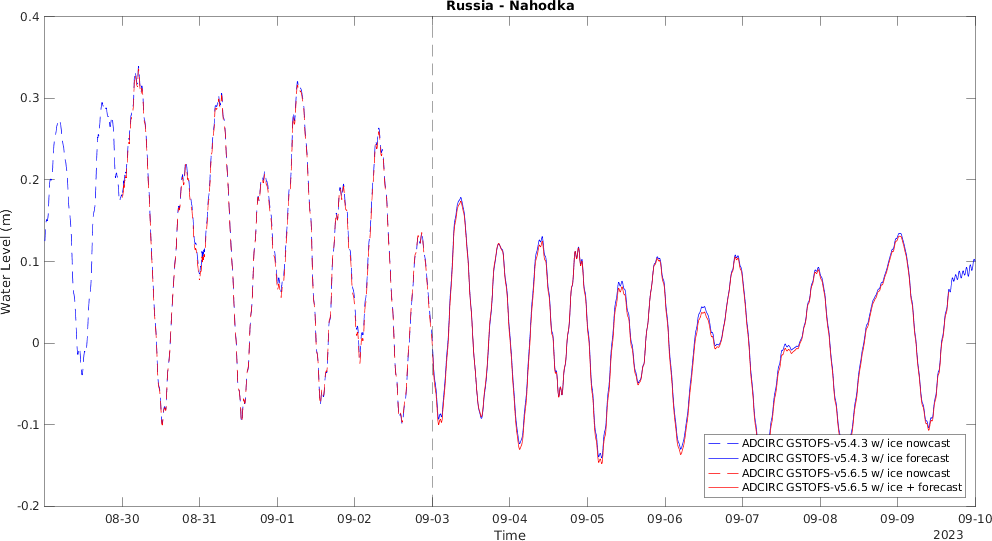 Russia - Nahodka
0.4
0.3
0.2
0.1
0
-0.1
-0.2
Water Level (m)
08-30 08-31 09-01 09-02 09-03 09-04 09-05 09-06 09-07 09-08 09-09 09-10
Time
2023
ADCIRC GSTOFS-v5.4.3 w/ ice nowcast
ADCIRC GSTOFS-v5.4.3 w/ ice forecast
ADCIRC GSTOFS-v5.6.5 w/ ice nowcast
ADCIRC GSTOFS-v5.6.5 w/ ice + forecast